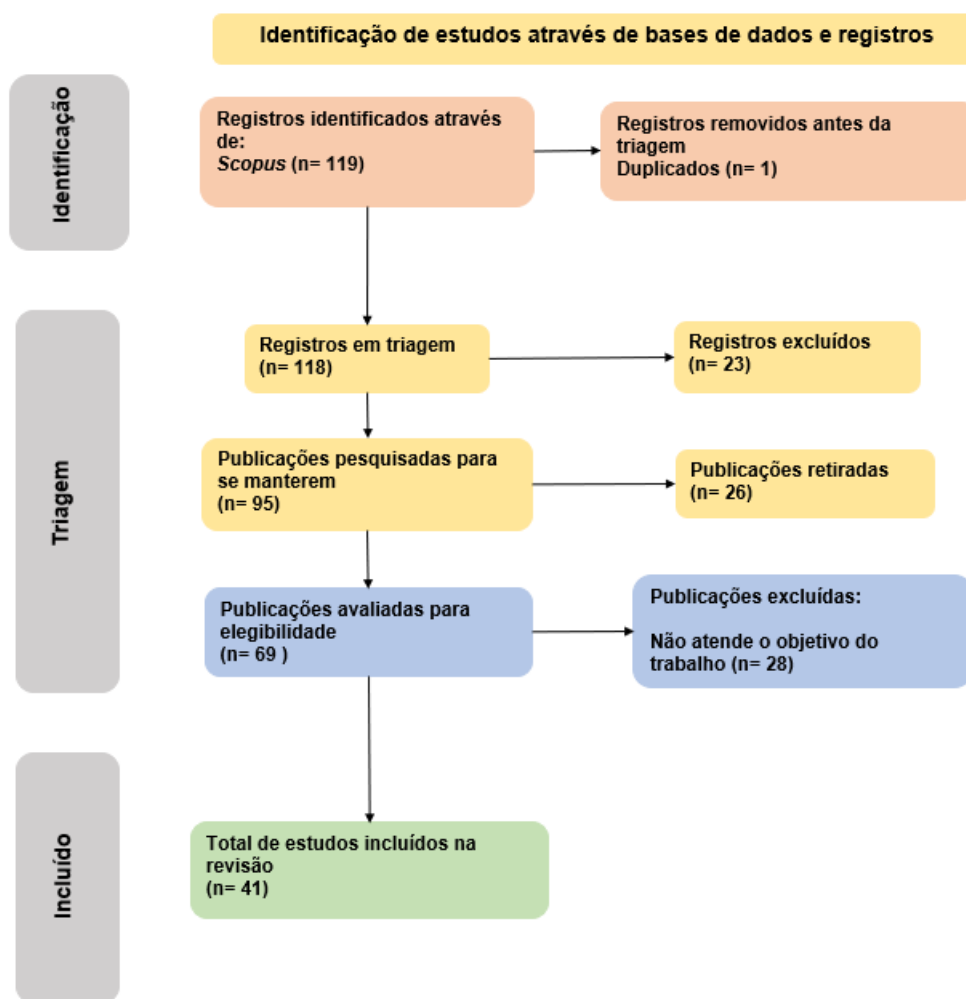 Identificação de estudos através de bases de dados e registros
Identificação
Registros identificados através
de:
Scopus (n= 119)
Registros removidos antes da
triagem
Duplicados (n= 1)
Triagem
Registros em triagem
(n= 118)
Registros excluídos
(n= 23)
Publicações pesquisadas para
se manterem
(n= 95)
Publicações retiradas
(n= 26)
Publicações avaliadas para
elegibilidade
(n= 69 )
Publicações excluídas:
Não atende o objetivo do
trabalho (n= 28)
Incluído
Total de estudos incluídos na
revisão
(n= 41)